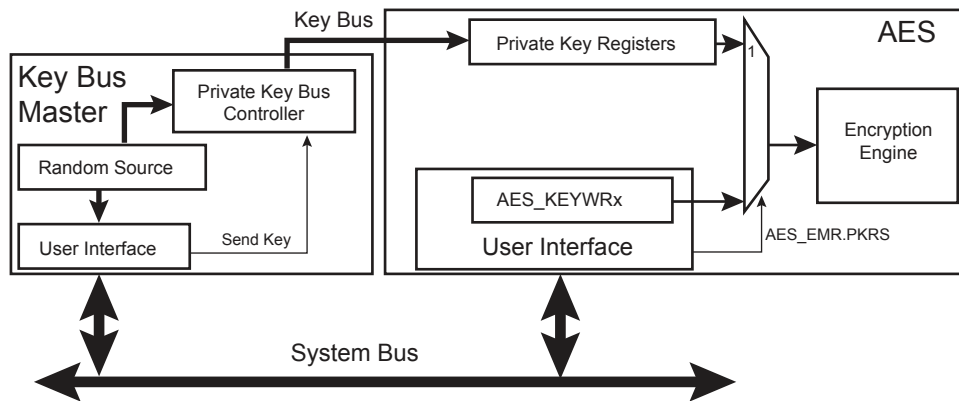 Key Bus
AES
Private Key Registers
1
Key Bus
Master
Private Key Bus
Controller
Encryption
Engine
Random Source
AES_KEYWRx
User Interface
Send Key
User Interface
AES_EMR.PKRS
System Bus